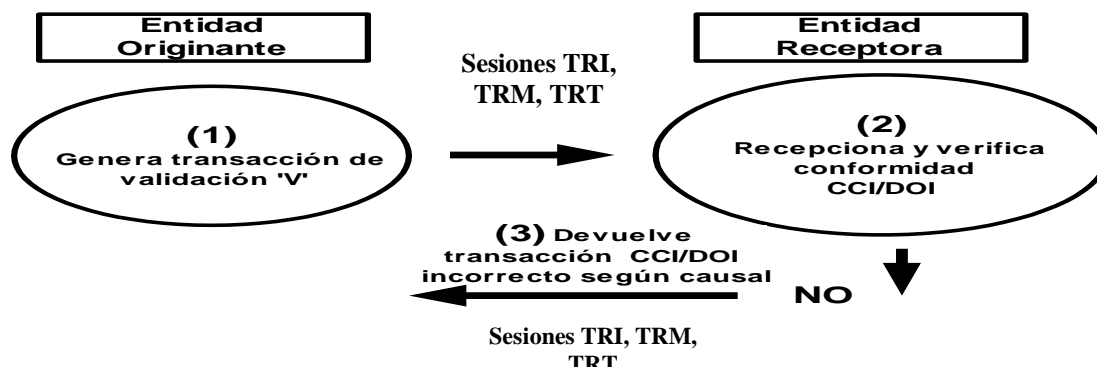 Entidad
Originante
Entidad
Receptora
Sesiones TRI,
TRM, TRT
(1)
Genera transacción de
validación 'V'
(2)
Recepciona y verifica
conformidad
CCI/DOI
(3) Devuelve
transacción CCI/DOI
incorrecto según causal
NO
Sesiones TRI, TRM,
TRT